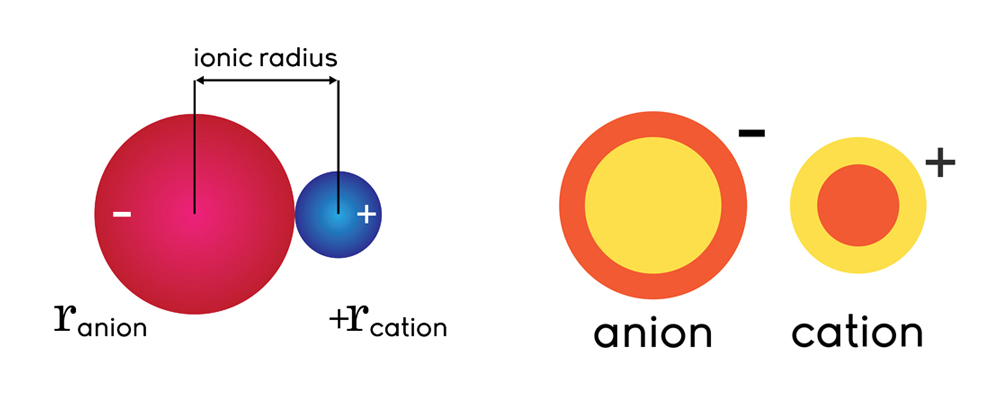 ionic radius
-
+
r anion
+r cation
-
+
anion
cation